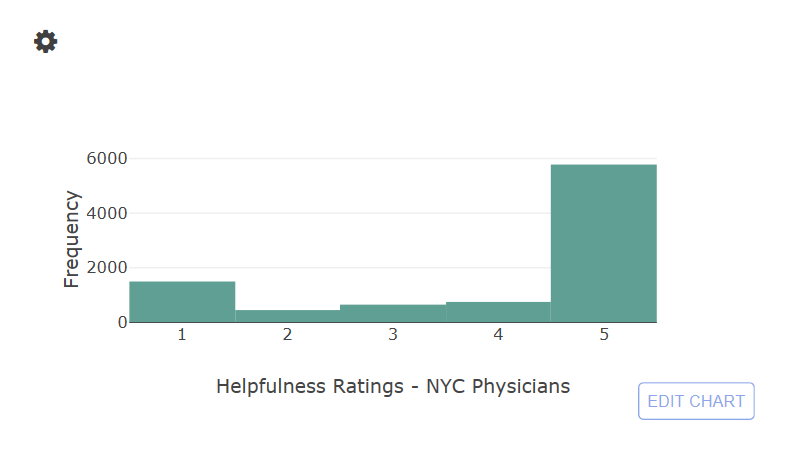 6000
4000
2000
0
Frequency
1 2 3 4 5
Helpfulness Ratings - NYC Physicians
EDIT CHART